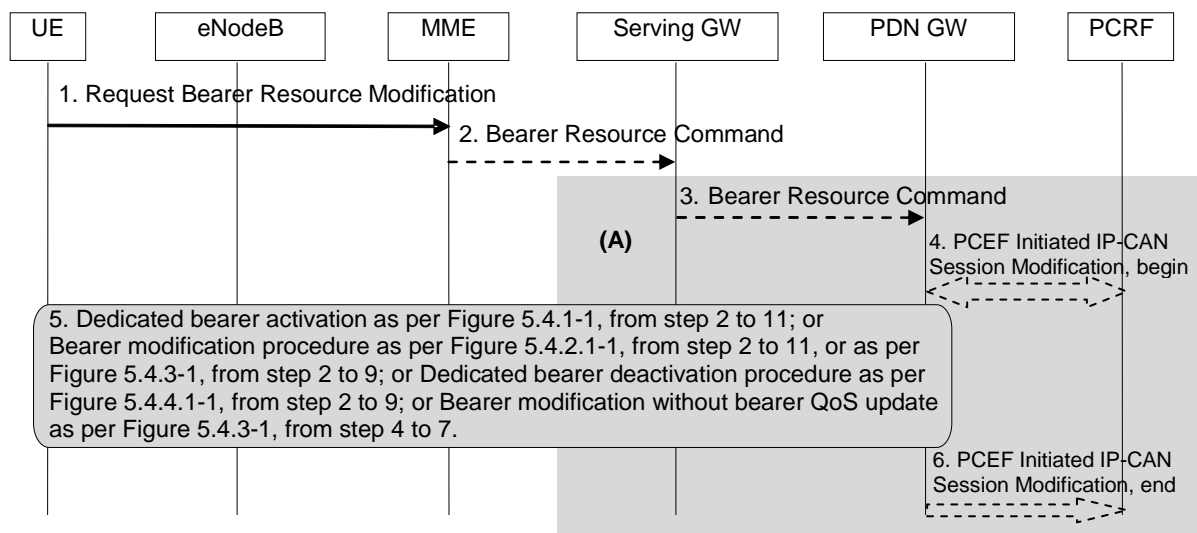 UE
eNodeB
MME
Serving GW
PDN GW
PCRF
1. Request Bearer Resource Modification
2. Bearer Resource Command
3. Bearer Resource Command
(A)
4. PCEF Initiated IP-CAN
Session Modification, begin
5. Dedicated bearer activation as per Figure 5.4.1-1, from step 2 to 11; or
Bearer modification procedure as per Figure 5.4.2.1-1, from step 2 to 11, or as per
Figure 5.4.3-1, from step 2 to 9; or Dedicated bearer deactivation procedure as per
Figure 5.4.4.1-1, from step 2 to 9; or Bearer modification without bearer QoS update
as per Figure 5.4.3-1, from step 4 to 7.
6. PCEF Initiated IP-CAN
Session Modification, end